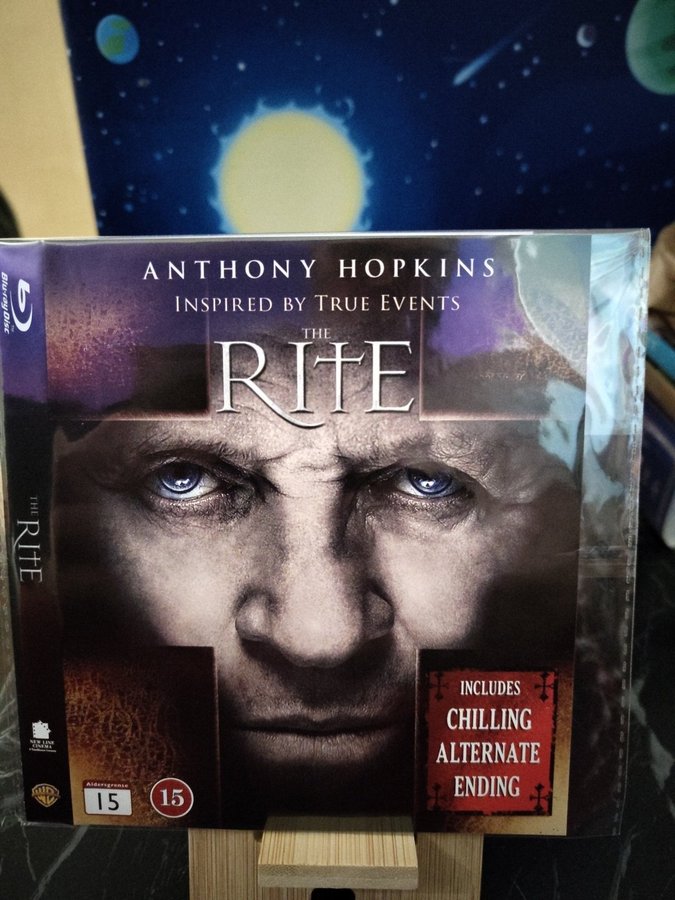 Blu-ray Disc
THE
RITE
NEW LINE
CINEMA
ANTHONY HOPKINS
INSPIRED BY TRUE EVENTS
THE
RITE
INCLUDES
CHILLING
ALTERNATE
ENDING
Aldersgrense
15
15